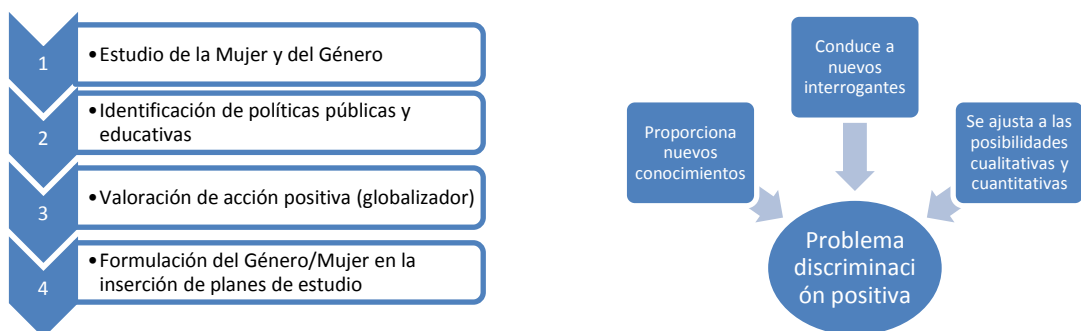 1
•Estudio de la Mujer y del Género
2
•Identificación de políticas públicas y
educativas
3
•Valoración de acción positiva (globalizador)
4
•Formulación del Género/Mujer en la
inserción de planes de estudio
Proporciona
nuevos
conocimientos
Conduce a
nuevos
interrogantes
Se ajusta a las
posibilidades
cualitativas y
cuantitativas
Problema
discriminaci
ón positiva